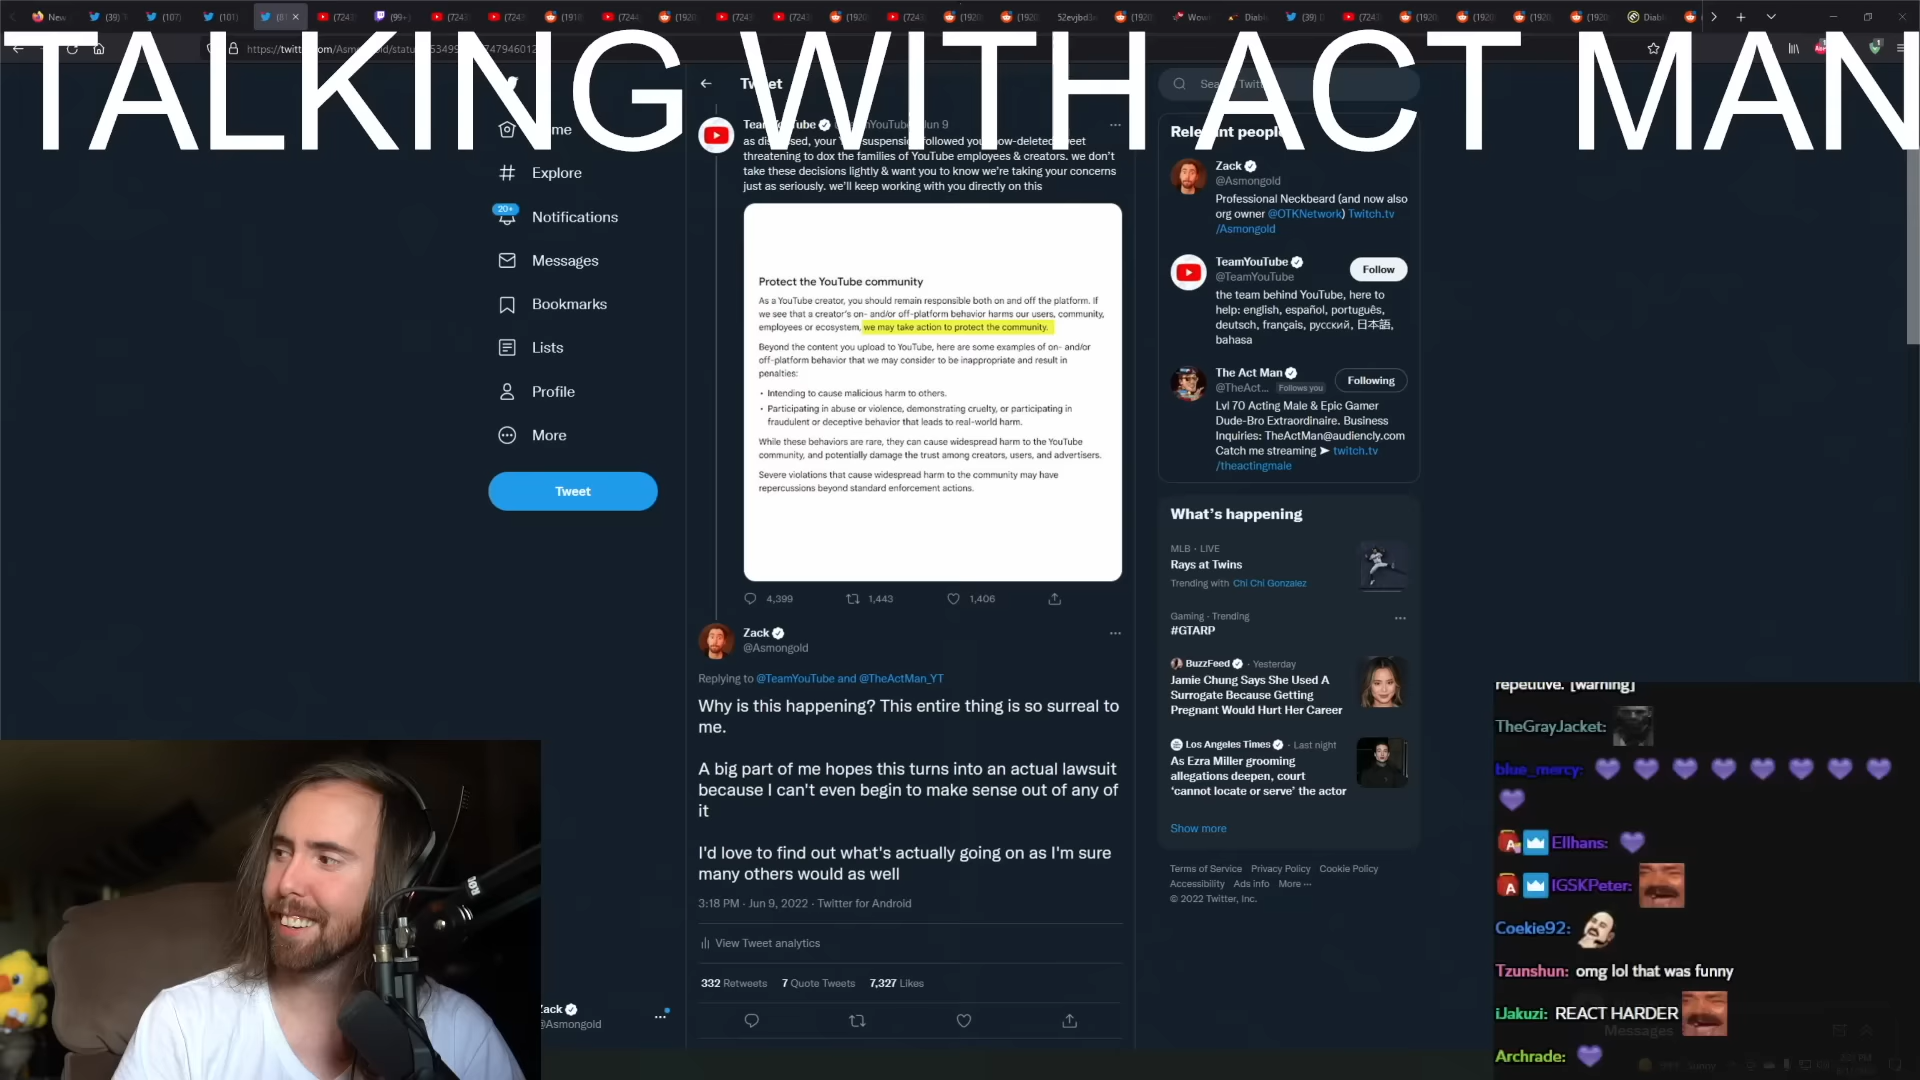 TALKING WITH ACT MAN
Tweet
Explore
Notifications
20+
Messages
Bookmarks
Lists
Profile
More
Tweet
as discussed, your suspension followed your now-deleted tweet
threatening to dox the families of YouTube employees & creators. we don't
take these decisions lightly & want you to know we're taking your concerns
just as seriously. we'll keep working with you directly on this
Protect the YouTube community
As a YouTube creator, you should remain responsible both on and off the platform. If
we see that a creator's on- and/or off-platform behavior harms our users, community,
employees or ecosystem, we may take action to protect the community.
Beyond the content you upload to YouTube, here are some examples of on- and/or
off-platform behavior that we may consider to be inappropriate and result in
penalties:
• Intending to cause malicious harm to others.
• Participating in abuse or violence, demonstrating cruelty, or participating in
fraudulent or deceptive behavior that leads to real-world harm.
While these behaviors are rare, they can cause widespread harm to the YouTube
community, and potentially damage the trust among creators, users, and advertisers.
Severe violations that cause widespread harm to the community may have
repercussions beyond standard enforcement actions.
4,399 1,443 1,406
Zack
@Asmongold
Replying to @TeamYouTube and @TheActMan_YT
Why is this happening? This entire thing is so surreal to
me.
A big part of me hopes this turns into an actual lawsuit
because I can't even begin to make sense out of any of
it
I'd love to find out what's actually going on as I'm sure
many others would as well
3:18 PM · Jun 9, 2022 · Twitter for Android
View Tweet analytics
332 Retweets 7 Quote Tweets 7,327 Likes
Zack
@Asmongold
Relevant people
Zack
@Asmongold
Professional Neckbeard (and now also
org owner @OTKNetwork) Twitch.tv
/Asmongold
TeamYouTube
@TeamYouTube
Follow
the team behind YouTube, here to
help: english, español, português,
deutsch, français, русский, 日本語,
bahasa
The Act Man
@TheAct... Follows you
Following
Lvl 70 Acting Male & Epic Gamer
Dude-Bro Extraordinaire. Business
Inquiries: TheActMan@audiencly.com
Catch me streaming ➤ twitch.tv
/theactingmale
What's happening
MLB · LIVE
Rays at Twins
Trending with Chi Chi Gonzalez
Gaming · Trending
#GTARP
BuzzFeed · Yesterday
Jamie Chung Says She Used A
Surrogate Because Getting
Pregnant Would Hurt Her Career
Los Angeles Times · Last night
As Ezra Miller grooming
allegations deepen, court
'cannot locate or serve' the actor
Show more
Terms of Service Privacy Policy Cookie Policy
Accessibility Ads info More ···
© 2022 Twitter, Inc.
repetitive. [warning]
TheGrayJacket:
blue_mercy:
Ellhans:
IGSKPeter:
Coekie92:
Tzunshun: omg lol that was funny
iJakuzi: REACT HARDER
Messages
Archrade: